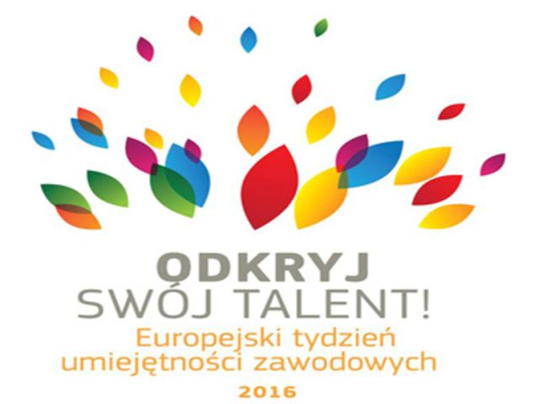 ODKRYJ
SWÓJ TALENT!
Europejski tydzień
umiejętności zawodowych
2016